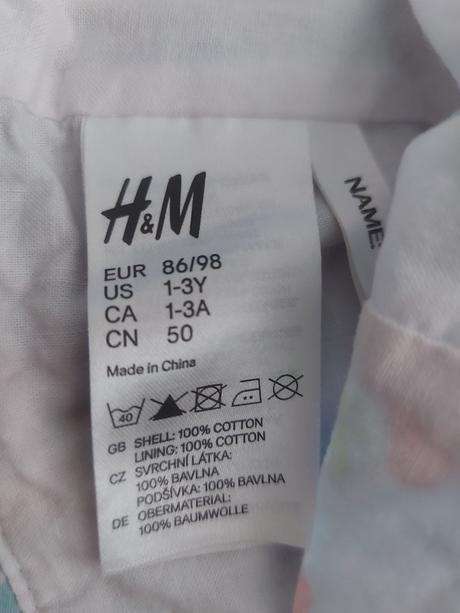 H&M
EUR 86/98
US 1-3Y
CA 1-3A
CN 50
Made in China
40
GB SHELL: 100% COTTON
LINING: 100% COTTON
CZ SVRCHNÍ LÁTKA:
100% BAVLNA
PODŠÍVKA: 100% BAVLNA
DE OBERMATERIAL:
100% BAUMWOLLE
NAME: